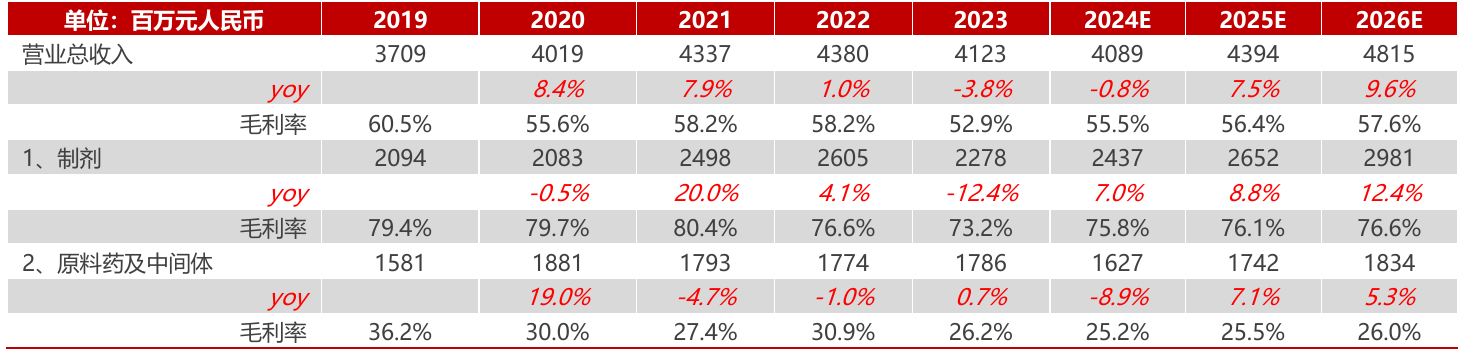 单位：百万元人民币 2019 2020 2021 2022 2023 2024E 2025E 2026E
营业总收入 3709 4019 4337 4380 4123 4089 4394 4815
yoy 8.4% 7.9% 1.0% -3.8% -0.8% 7.5% 9.6%
毛利率 60.5% 55.6% 58.2% 58.2% 52.9% 55.5% 56.4% 57.6%
1、制剂 2094 2083 2498 2605 2278 2437 2652 2981
yoy -0.5% 20.0% 4.1% -12.4% 7.0% 8.8% 12.4%
毛利率 79.4% 79.7% 80.4% 76.6% 73.2% 75.8% 76.1% 76.6%
2、原料药及中间体 1581 1881 1793 1774 1786 1627 1742 1834
yoy 19.0% -4.7% -1.0% 0.7% -8.9% 7.1% 5.3%
毛利率 36.2% 30.0% 27.4% 30.9% 26.2% 25.2% 25.5% 26.0%